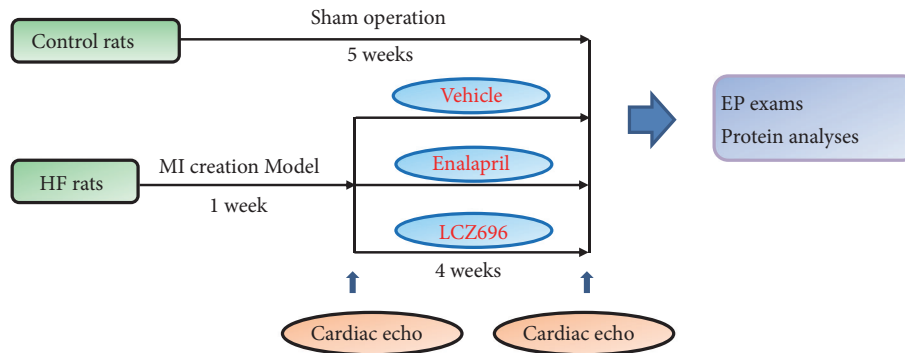 Sham operation
Control rats
5 weeks
Vehicle
EP exams
Protein analyses
MI creation Model
Enalapril
HF rats
1 week
LCZ696
4 weeks
Cardiac echo
Cardiac echo